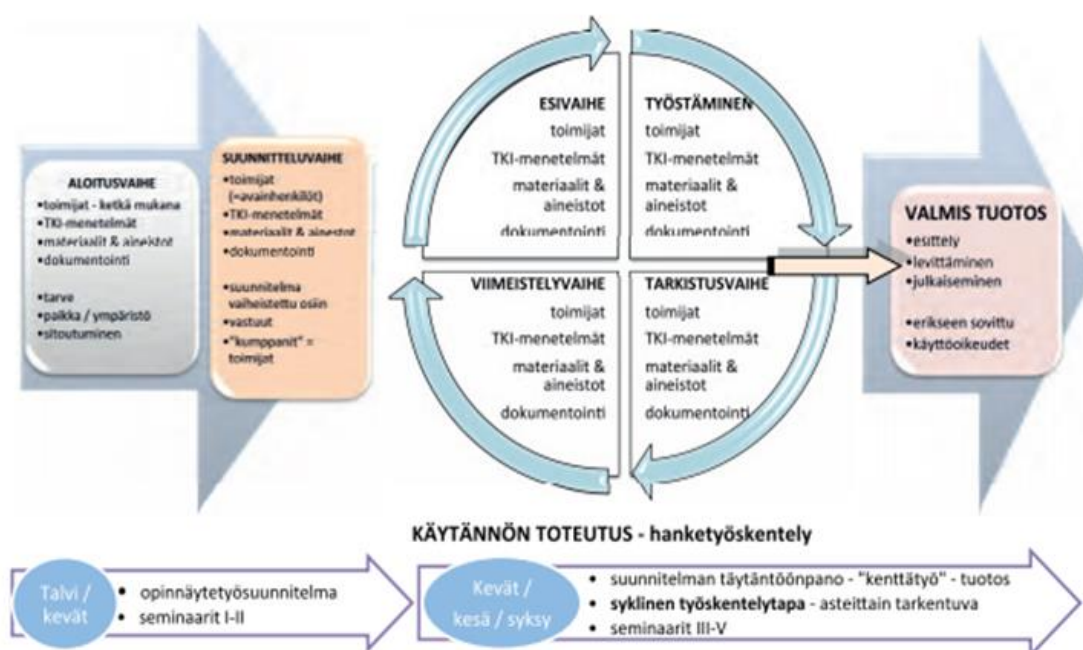 ALOITUSVAIHE
•toimijat - ketkä mukana
•TKI-menetelmät
•materiaalit & aineistot
•dokumentointi
•tarve
•paikka / ympäristö
•sitoutuminen
SUUNNITTELUVAIHE
•toimijat
(=avainhenkilöt)
•TKI-menetelmät
•materiaalit & ainestot
•dokumentointi
•suunnitelma
vaiheistettu osiin
•vastuut
•"kumppanit" =
toimijat
ESIVAIHE
toimijat
TKI-menetelmät
materiaalit &
aineistot
dokumentointi
TYÖSTÄMINEN
toimijat
TKI-menetelmät
materiaalit &
aineistot
dokumentointi
VIIMEISTELYVAIHE
toimijat
TKI-menetelmät
materiaalit &
aineistot
dokumentointi
TARKISTUSVAIHE
toimijat
TKI-menetelmät
materiaalit &
aineistot
dokumentointi
VALMIS TUOTOS
•esittely
•levittäminen
•julkaiseminen
•erikseen sovittu
•käyttöoikeudet
KÄYTÄNNÖN TOTEUTUS - hanketyöskentely
Talvi /
kevät
• opinnäytetyösuunnitelma
• seminaarit I-II
Kevät /
kesä / syksy
• suunnitelman täytäntöönpano - "kenttätyö" - tuotos
• syklinen työskentelytapa - asteittain tarkentuva
• seminaarit III-V